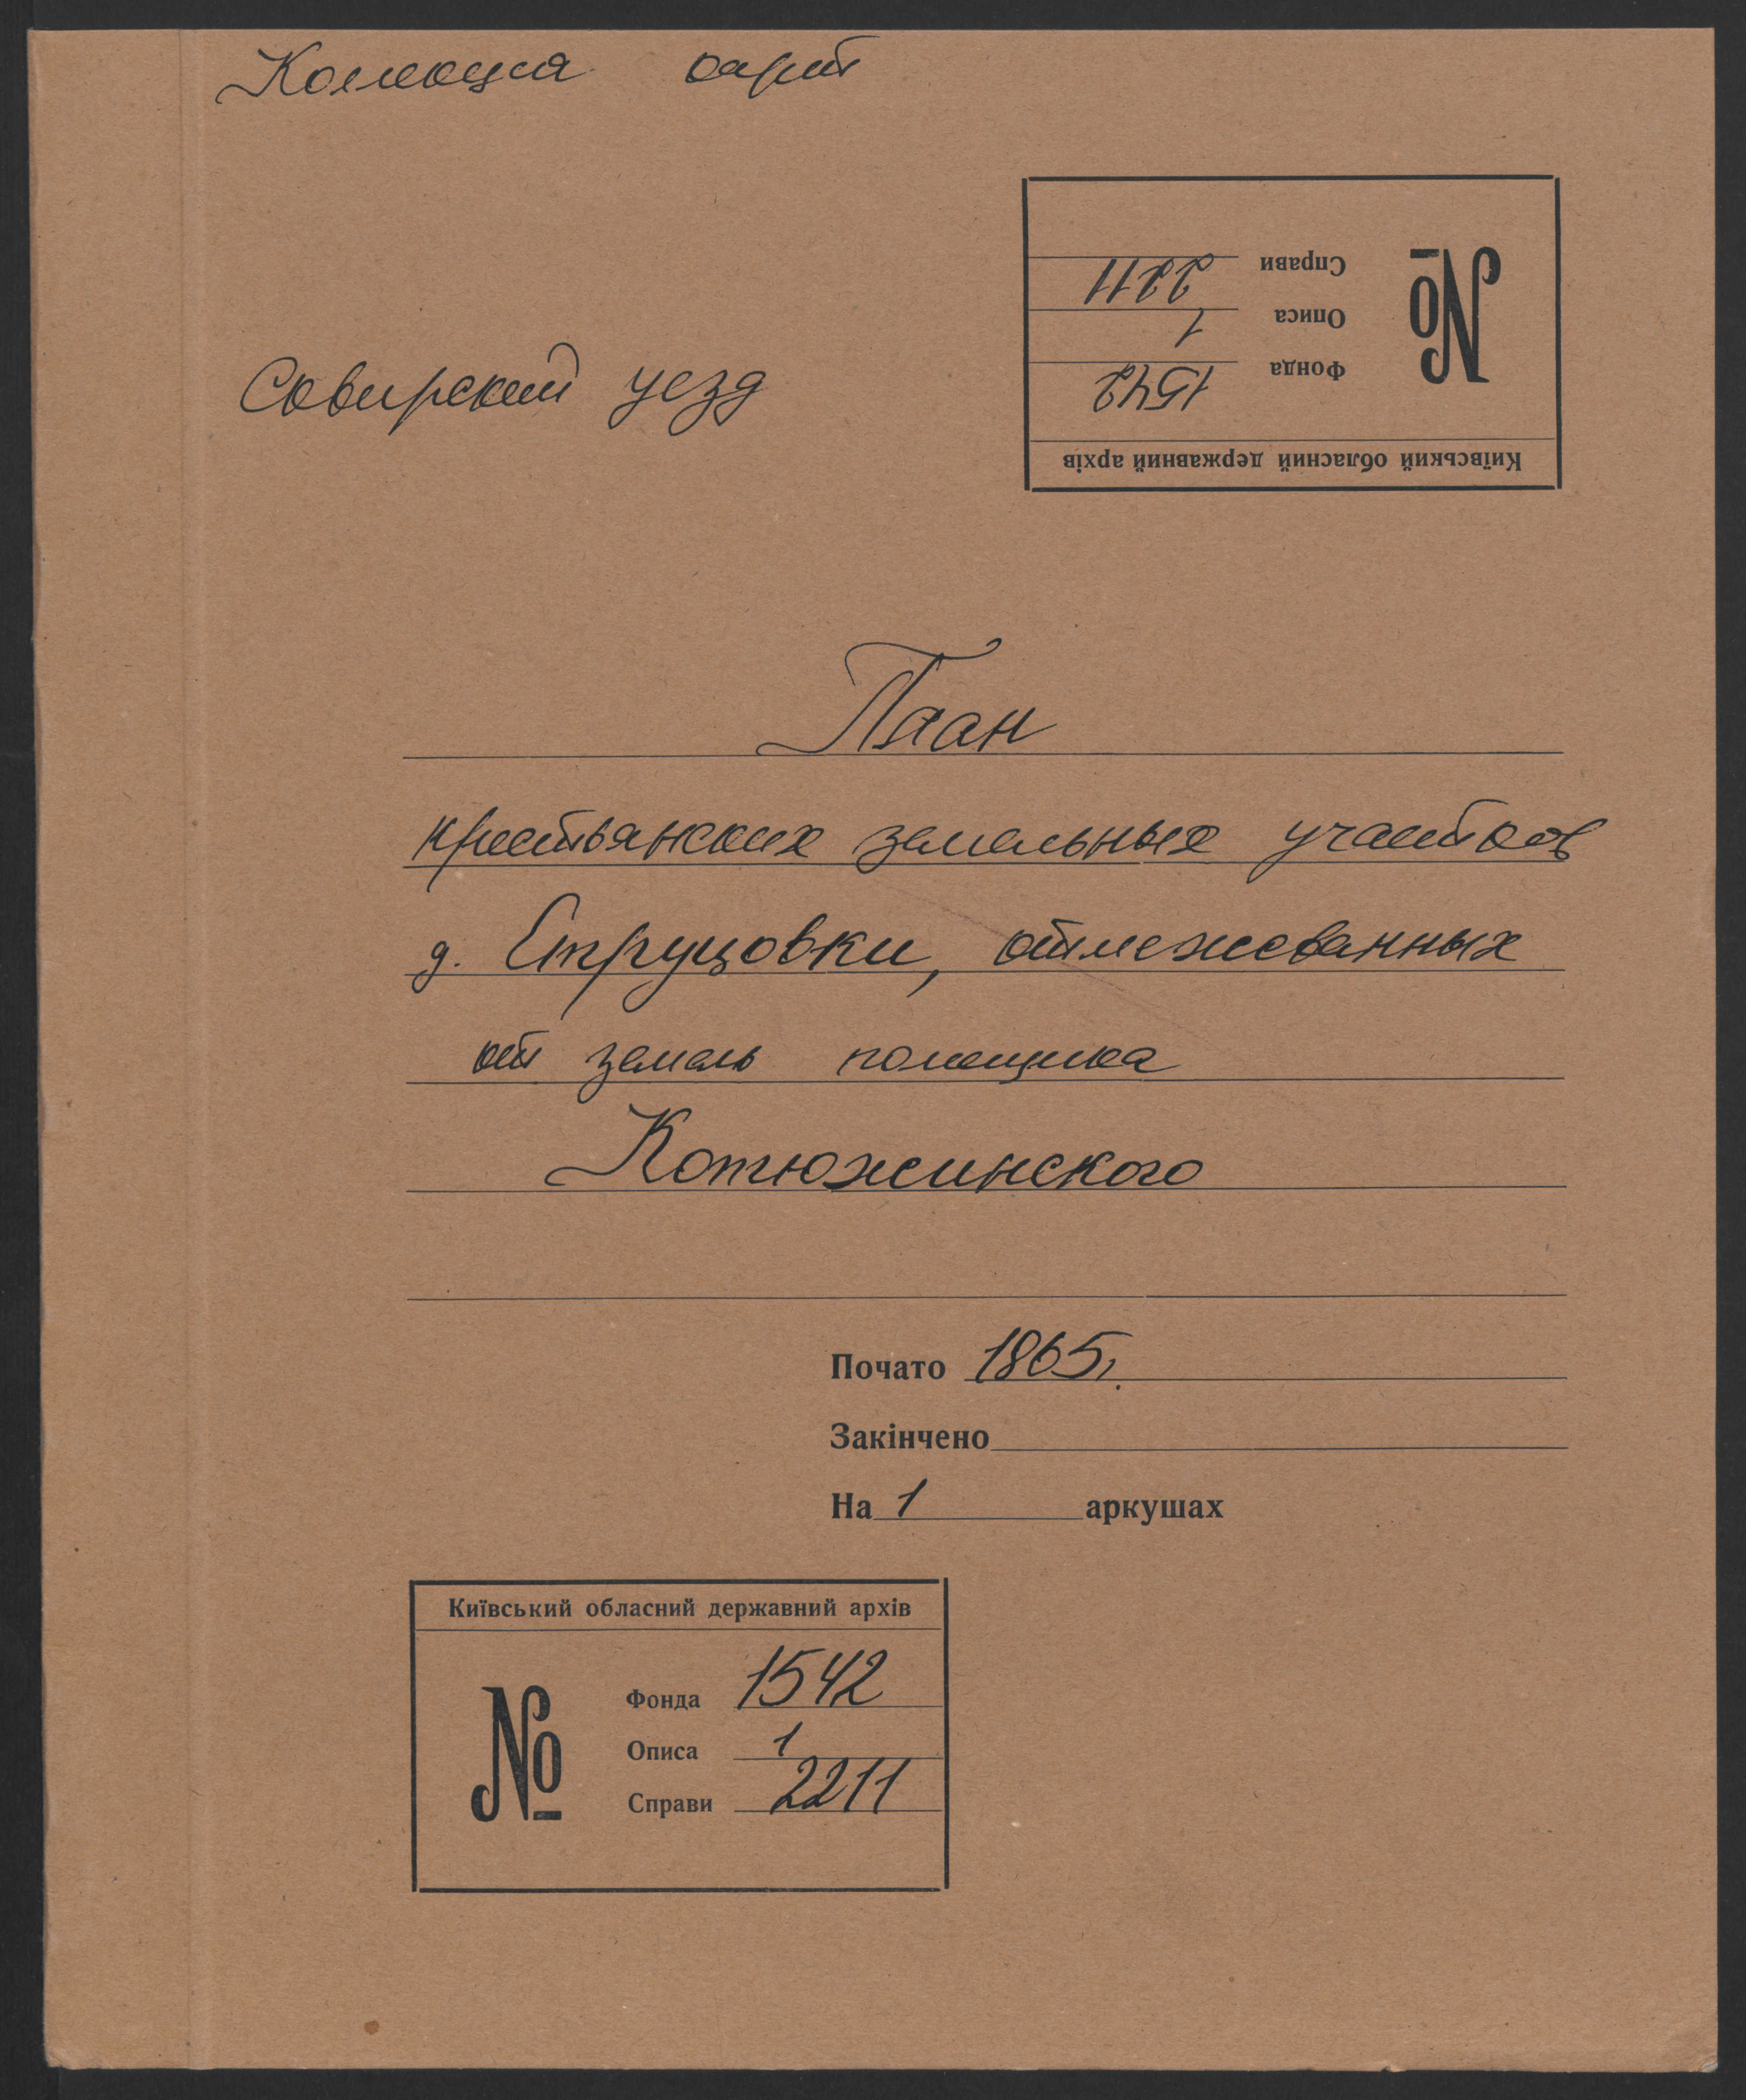 Коллекция карт
Київський обласний державний архів
№
Фонда 1542
Описа 1
Справи 2211
Сквирский уезд
План
крестьянских земельных участков
д. Струцовки, отмежеванных
от земель помещика
Котюжинского
Почато 1865г.
Закінчено
На 1 аркушах
Київський обласний державний архів
№
Фонда 1542
Описа 1
Справи 2211